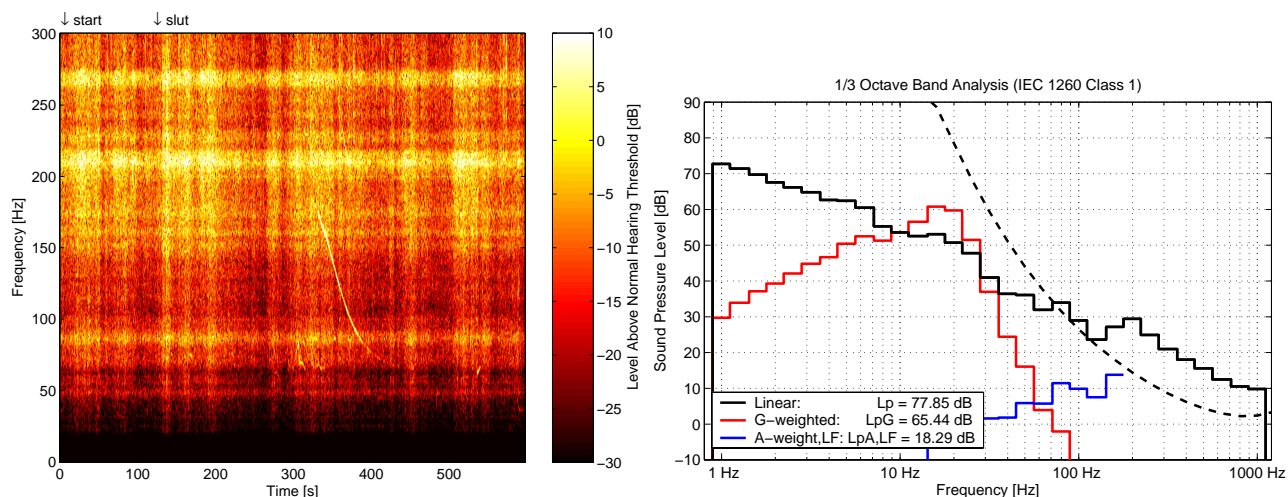 ↓ start ↓ slut
300
250
200
150
100
50
0
Frequency [Hz]
0 100 200 300 400 500
Time [s]
10
5
0
−5
−10
−15
−20
−25
−30
Level Above Normal Hearing Threshold [dB]
1/3 Octave Band Analysis (IEC 1260 Class 1)
90
80
70
60
50
40
30
20
10
0
−10
Sound Pressure Level [dB]
Linear: Lp = 77.85 dB
G−weighted: LpG = 65.44 dB
A−weight,LF: LpA,LF = 18.29 dB
1 Hz 10 Hz 100 Hz 1000 Hz
Frequency [Hz]